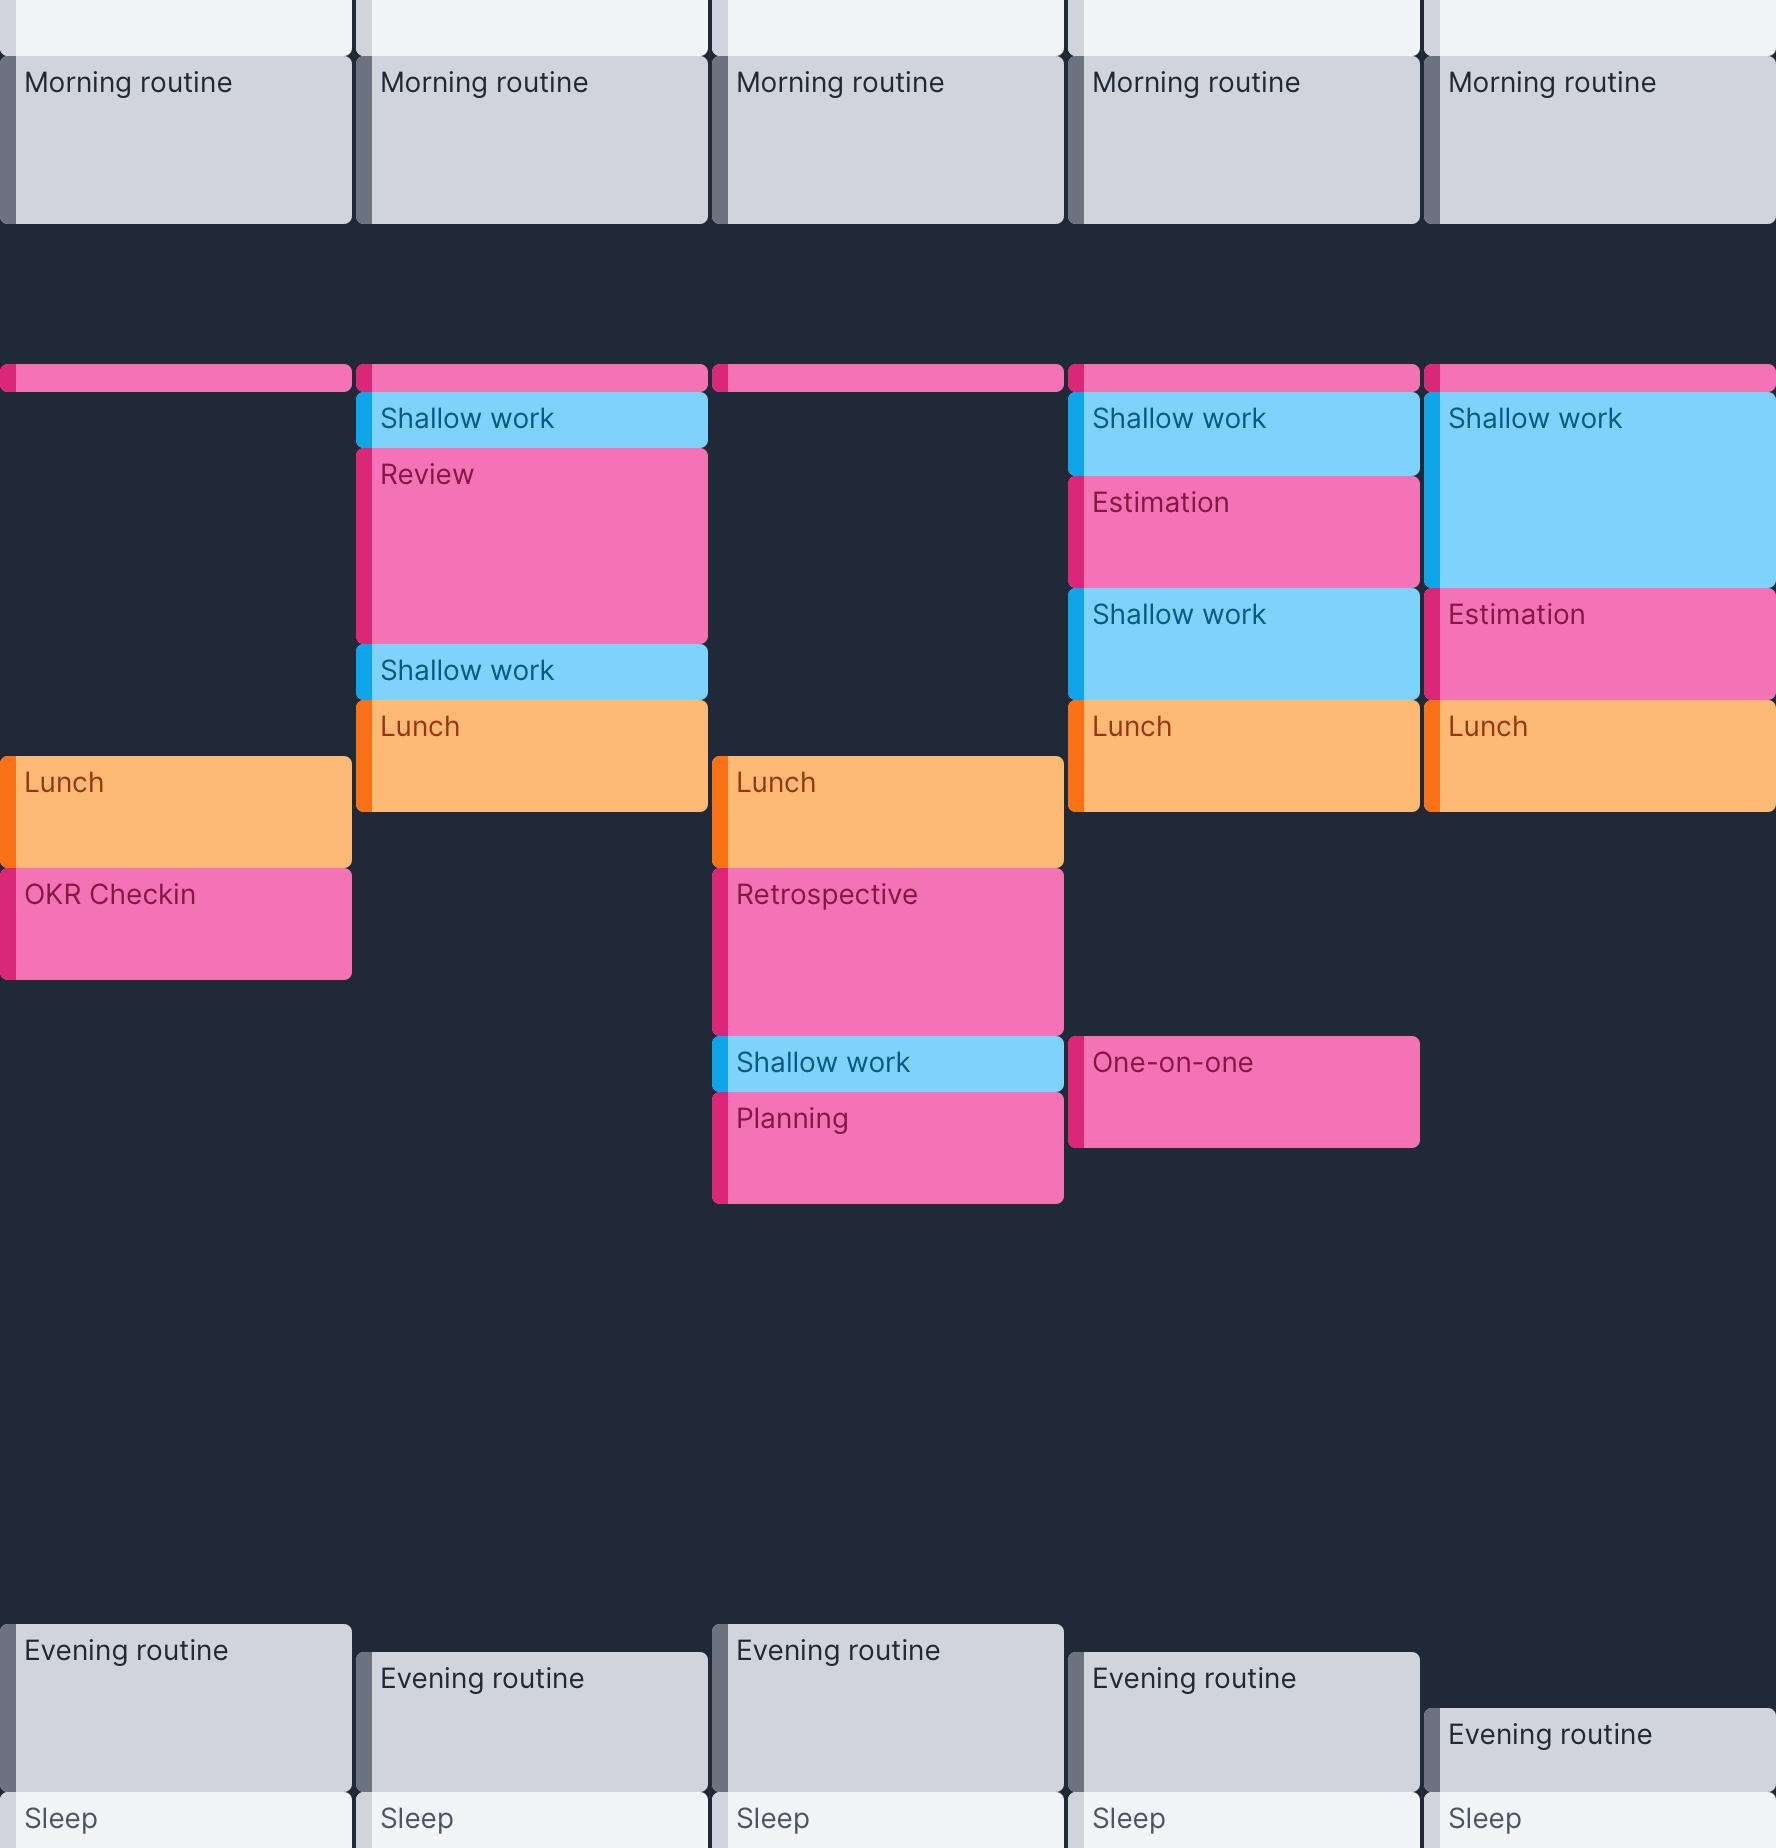 Morning routine
Morning routine
Morning routine
Morning routine
Morning routine
Shallow work
Shallow work
Shallow work
Review
Estimation
Shallow work
Estimation
Shallow work
Lunch
Lunch
Lunch
Lunch
Lunch
OKR Checkin
Retrospective
Shallow work
One-on-one
Planning
Evening routine
Evening routine
Evening routine
Evening routine
Evening routine
Sleep
Sleep
Sleep
Sleep
Sleep